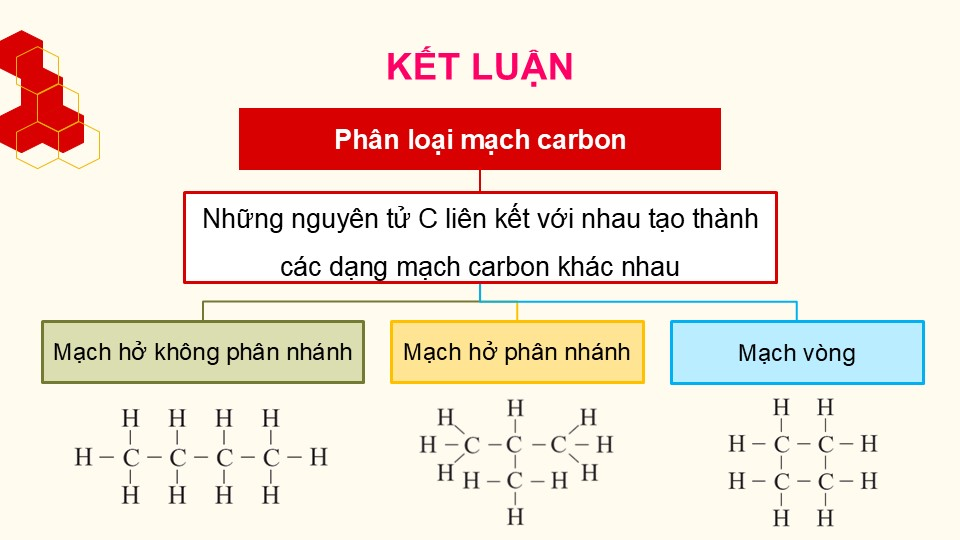 KẾT LUẬN
Phân loại mạch carbon
Những nguyên tử C liên kết với nhau tạo thành
các dạng mạch carbon khác nhau
Mạch hở không phân nhánh
Mạch hở phân nhánh
Mạch vòng
H H H H
H – C – C – C – C – H
H H H H
H H H
H – C – C – C – H
H H – C – H H
H
H H
H – C – C – H
H – C – C – H
H H